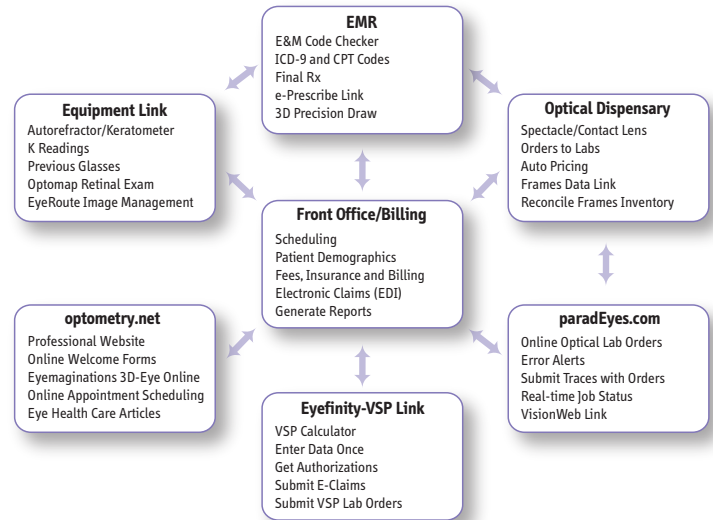 EMR
E&M Code Checker
ICD-9 and CPT Codes
Final Rx
e-Prescribe Link
3D Precision Draw
Equipment Link
Autorefractor/Keratometer
K Readings
Previous Glasses
Optomap Retinal Exam
EyeRoute Image Management
Optical Dispensary
Spectacle/Contact Lens
Orders to Labs
Auto Pricing
Frames Data Link
Reconcile Frames Inventory
Front Office/Billing
Scheduling
Patient Demographics
Fees, Insurance and Billing
Electronic Claims (EDI)
Generate Reports
optometry.net
Professional Website
Online Welcome Forms
Eyemaginations 3D-Eye Online
Online Appointment Scheduling
Eye Health Care Articles
paradEyes.com
Online Optical Lab Orders
Error Alerts
Submit Traces with Orders
Real-time Job Status
VisionWeb Link
Eyefinity-VSP Link
VSP Calculator
Enter Data Once
Get Authorizations
Submit E-Claims
Submit VSP Lab Orders